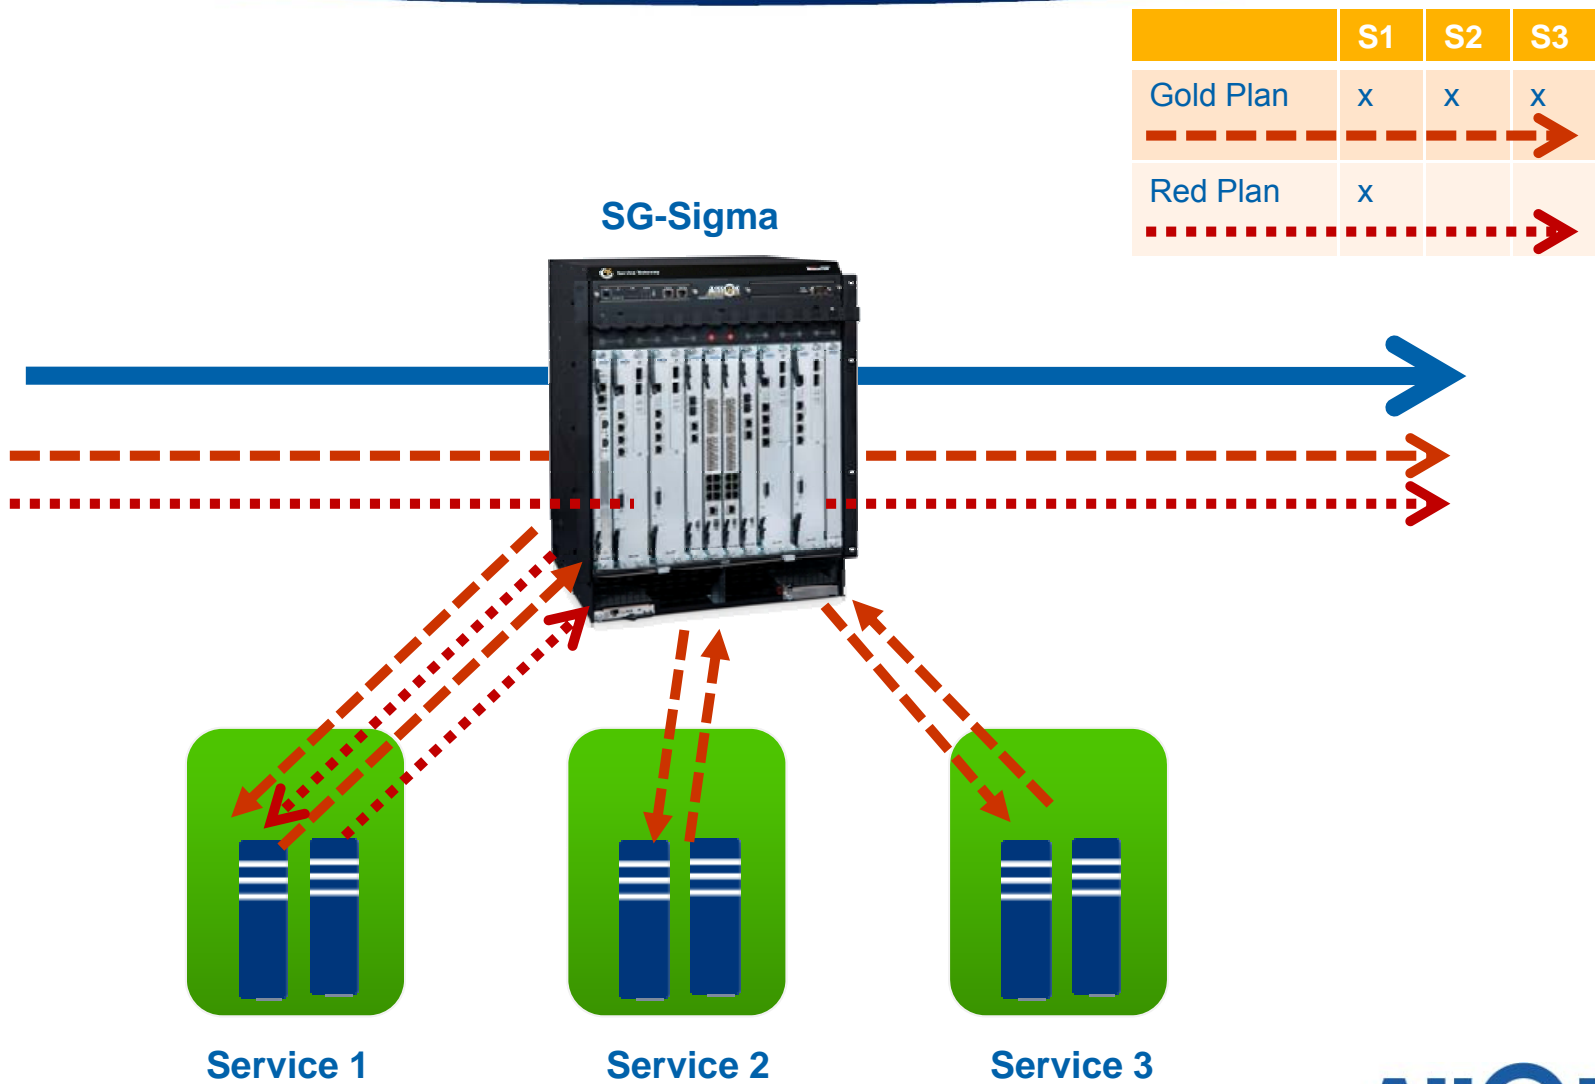 S1 S2 S3
Gold Plan x x x
Red Plan x
SG-Sigma
Service 1 Service 2 Service 3